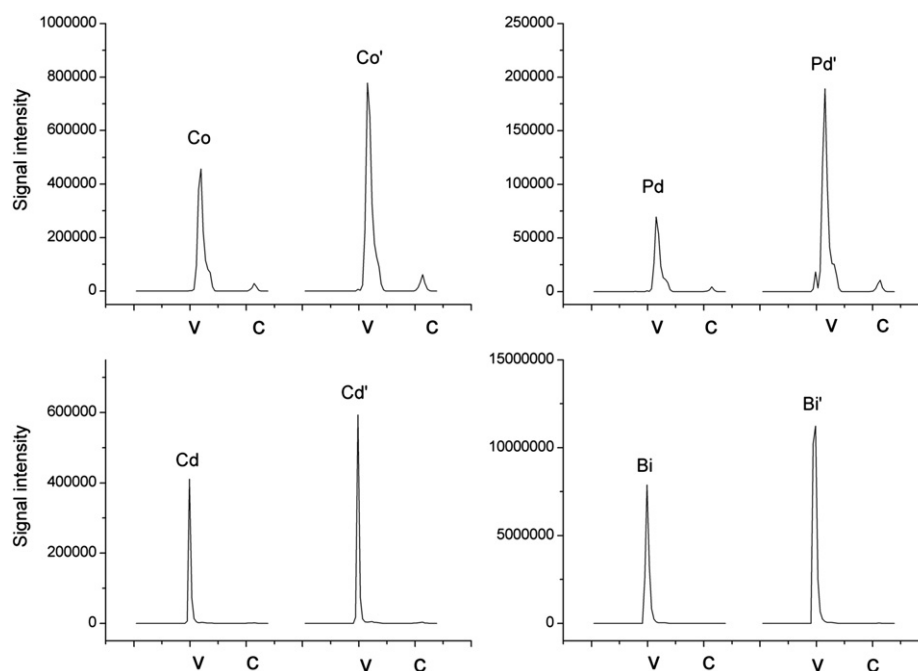 Signal intensity
1000000
800000
600000
400000
200000
0
Co
Co'
V
C
V
C
250000
200000
150000
100000
50000
0
Pd
Pd'
V
C
V
C
Signal intensity
600000
400000
200000
0
Cd
Cd'
V
C
V
C
15000000
10000000
5000000
0
Bi
Bi'
V
C
V
C